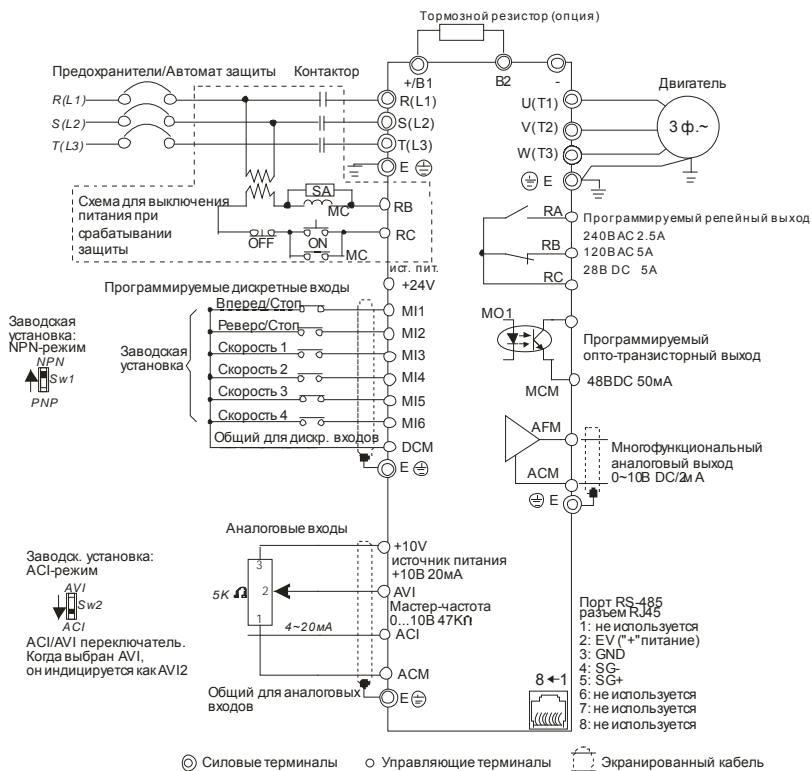 Тормозной резистор (опция)
+/B1
B2
-
Предохранители/Автомат защиты
Контактор
Двигатель
R(L1)
R(L1)
U(T1)
S(L2)
S(L2)
V(T2)
3 ф.~
T(L3)
T(L3)
W(T3)
E
E
Схема для выключения
питания при
срабатывании
защиты
SA
MC
RB
OFF
ON
MC
RC
RA
RB
RC
Программируемый релейный выход
240ВAC 2.5A
120ВAC 5A
28В DC 5A
ист. пит.
+24V
Программируемые дискретные входы
Заводская
установка:
NPN-режим
NPN
Sw1
PNP
Заводская
установка
Вперед/Стоп
MI1
Реверс/Стоп
MI2
Скорость 1
MI3
Скорость 2
MI4
Скорость 3
MI5
Скорость 4
MI6
Общий для дискр. входов
DCM
E
MO1
MCM
Программируемый
опто-транзисторный выход
48ВDC 50мА
AFM
ACM
Многофункциональный
аналоговый выход
0~10В DC/2мА
E
Аналоговые входы
Заводск. установка:
ACI-режим
AVI
Sw2
ACI
ACI/AVI переключатель.
Когда выбран AVI,
он индицируется как AVI2
5K Ω
3
2
1
+10V
источник питания
+10В 20мА
AVI
Мастер-частота
0...10В 47KΩ
4~20мА
ACI
ACM
Общий для аналоговых
входов
E
8←1
Порт RS-485
разъем RJ45
1: не используется
2: EV ("+"питание)
3: GND
4: SG-
5: SG+
6: не используется
7: не используется
8: не используется
Силовые терминалы
Управляющие терминалы
Экранированный кабель